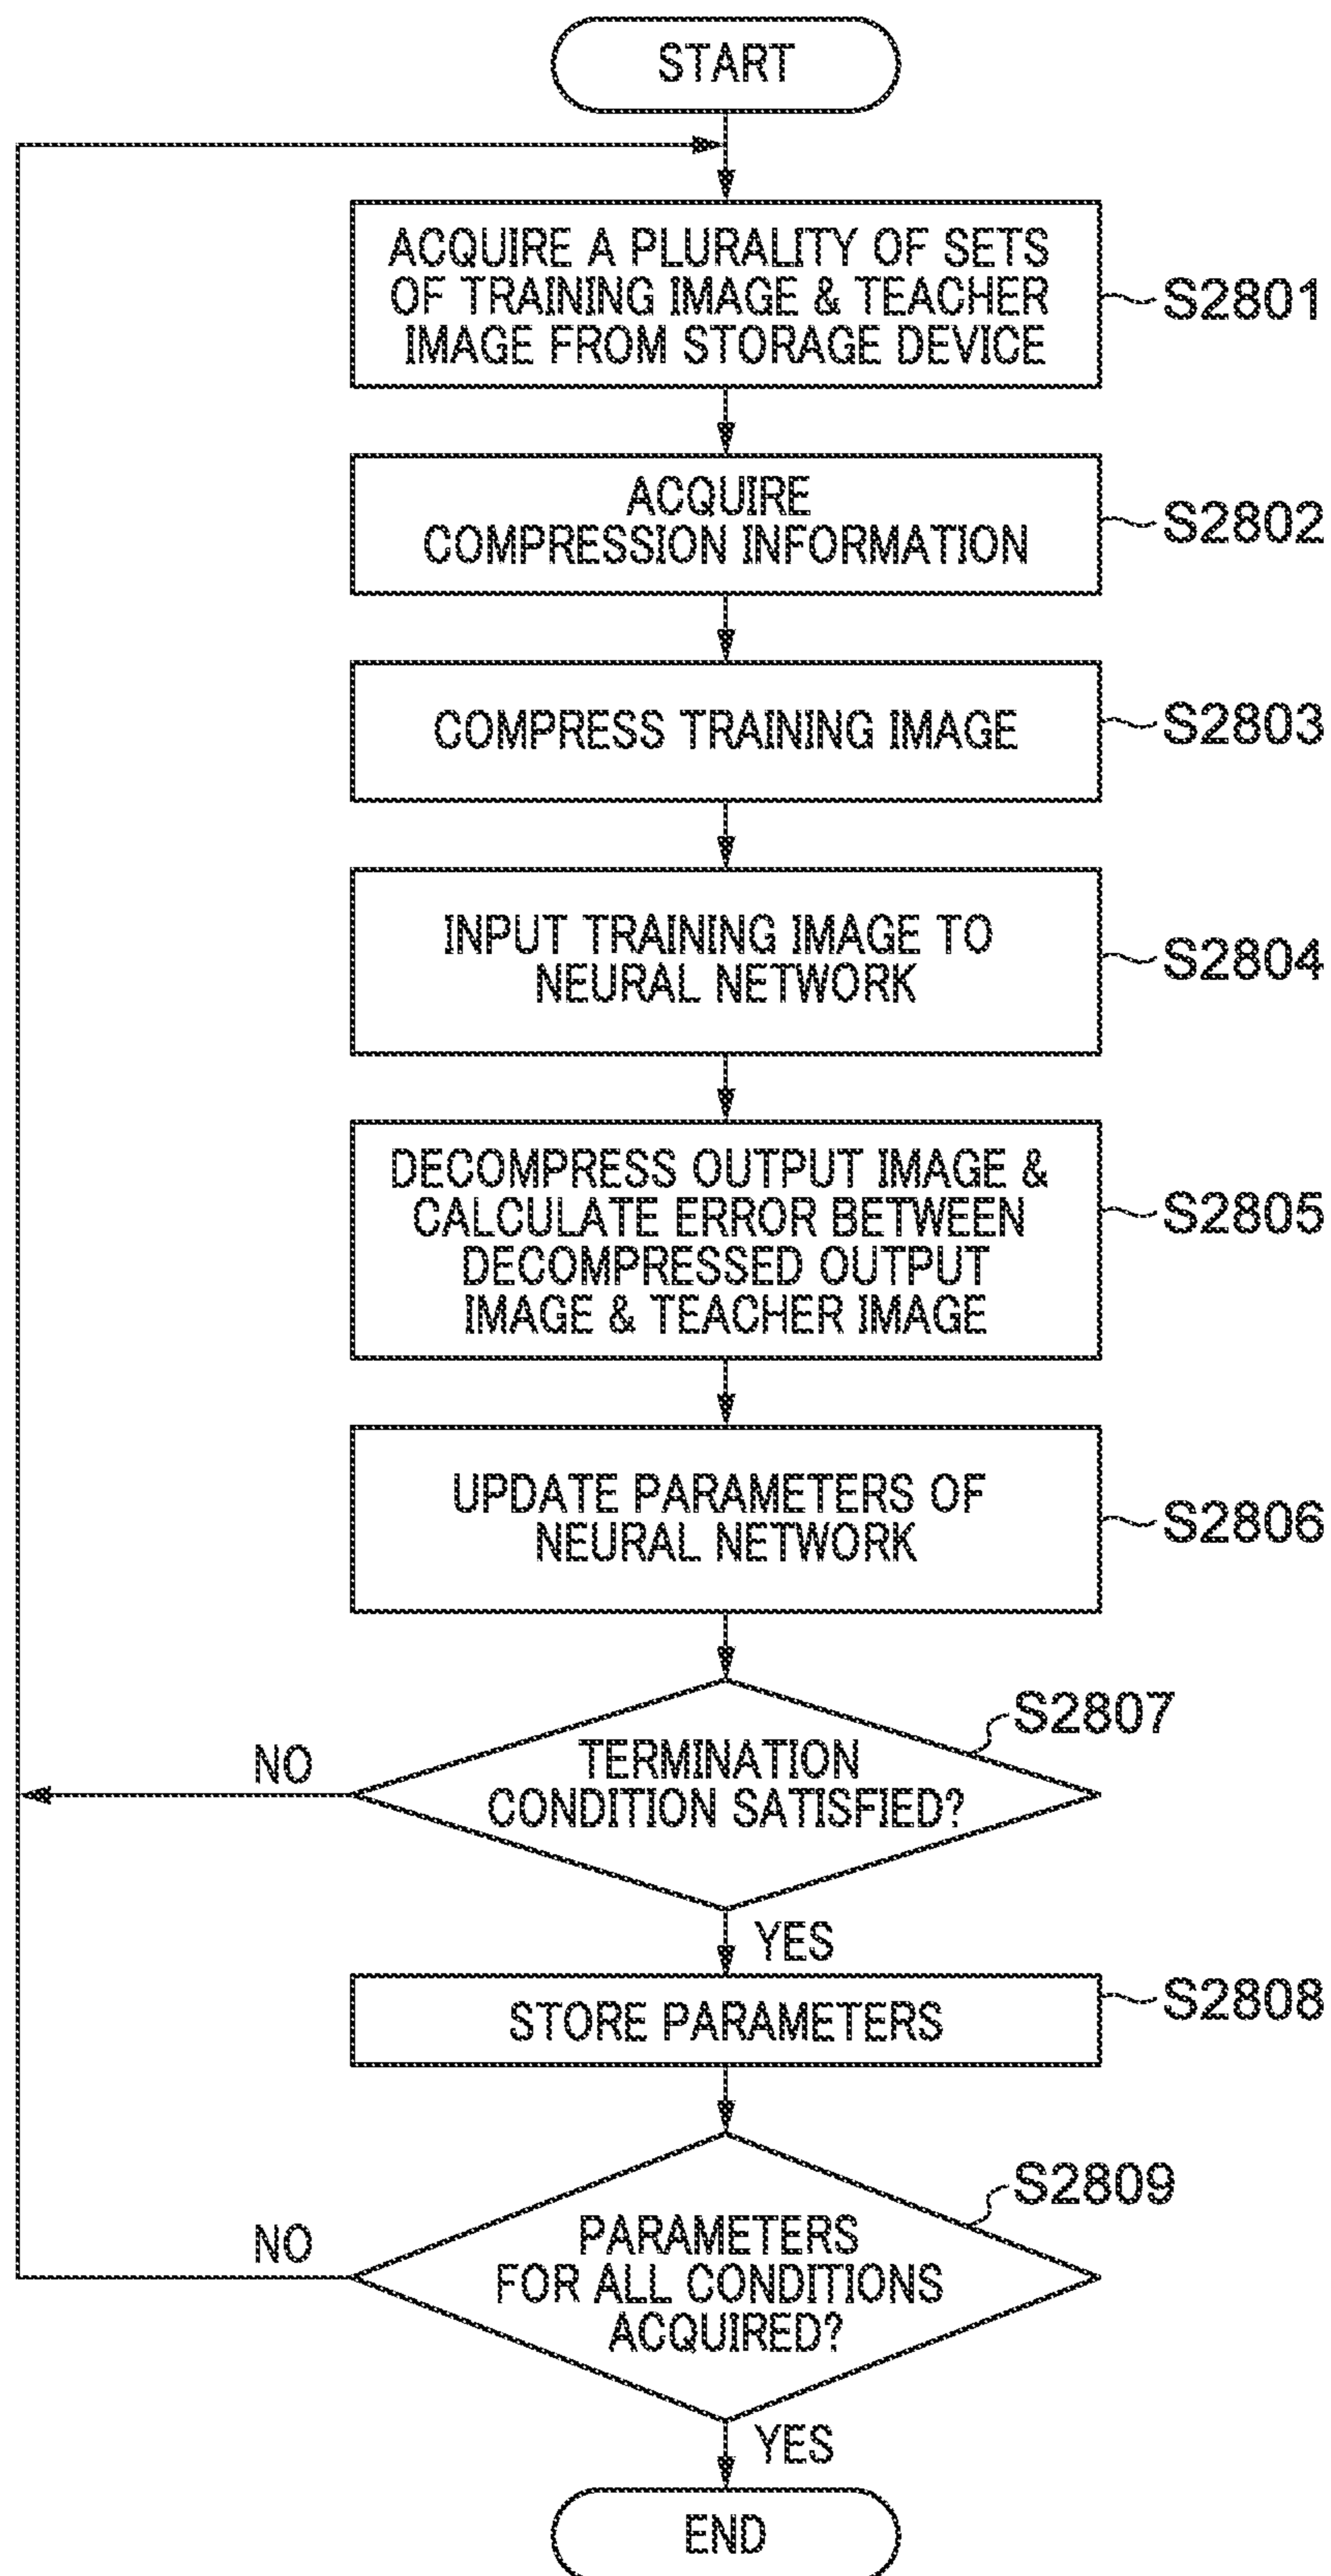 START
ACQUIRE A PLURALITY OF SETS
OF TRAINING IMAGE & TEACHER
IMAGE FROM STORAGE DEVICE
S2801
ACQUIRE
COMPRESSION INFORMATION
S2802
COMPRESS TRAINING IMAGE
S2803
INPUT TRAINING IMAGE TO
NEURAL NETWORK
S2804
DECOMPRESS OUTPUT IMAGE &
CALCULATE ERROR BETWEEN
DECOMPRESSED OUTPUT
IMAGE & TEACHER IMAGE
S2805
UPDATE PARAMETERS OF
NEURAL NETWORK
S2806
S2807
TERMINATION
CONDITION SATISFIED?
NO
YES
STORE PARAMETERS
S2808
S2809
PARAMETERS
FOR ALL CONDITIONS
ACQUIRED?
NO
YES
END